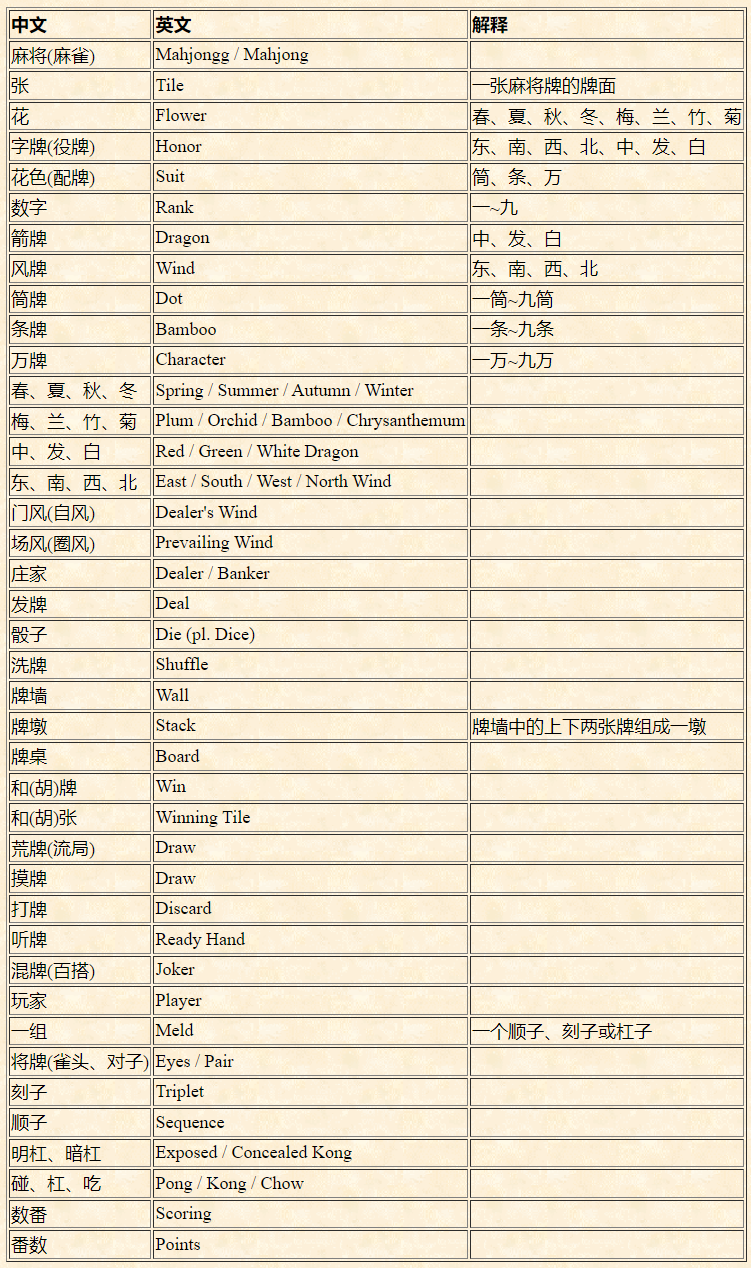 中文 英文 解释
麻将(麻雀) Mahjongg / Mahjong
张 Tile 一张麻将牌的牌面
花 Flower 春、夏、秋、冬、梅、兰、竹、菊
字牌(役牌) Honor 东、南、西、北、中、发、白
花色(配牌) Suit 筒、条、万
数字 Rank 一~九
箭牌 Dragon 中、发、白
风牌 Wind 东、南、西、北
筒牌 Dot 一筒~九筒
条牌 Bamboo 一条~九条
万牌 Character 一万~九万
春、夏、秋、冬 Spring / Summer / Autumn / Winter
梅、兰、竹、菊 Plum / Orchid / Bamboo / Chrysanthemum
中、发、白 Red / Green / White Dragon
东、南、西、北 East / South / West / North Wind
门风(自风) Dealer's Wind
场风(圈风) Prevailing Wind
庄家 Dealer / Banker
发牌 Deal
骰子 Die (pl. Dice)
洗牌 Shuffle
牌墙 Wall
牌墩 Stack 牌墙中的上下两张牌组成一墩
牌桌 Board
和(胡)牌 Win
和(胡)张 Winning Tile
荒牌(流局) Draw
摸牌 Draw
打牌 Discard
听牌 Ready Hand
混牌(百搭) Joker
玩家 Player
一组 Meld 一个顺子、刻子或杠子
将牌(雀头、对子) Eyes / Pair
刻子 Triplet
顺子 Sequence
明杠、暗杠 Exposed / Concealed Kong
碰、杠、吃 Pong / Kong / Chow
数番 Scoring
番数 Points